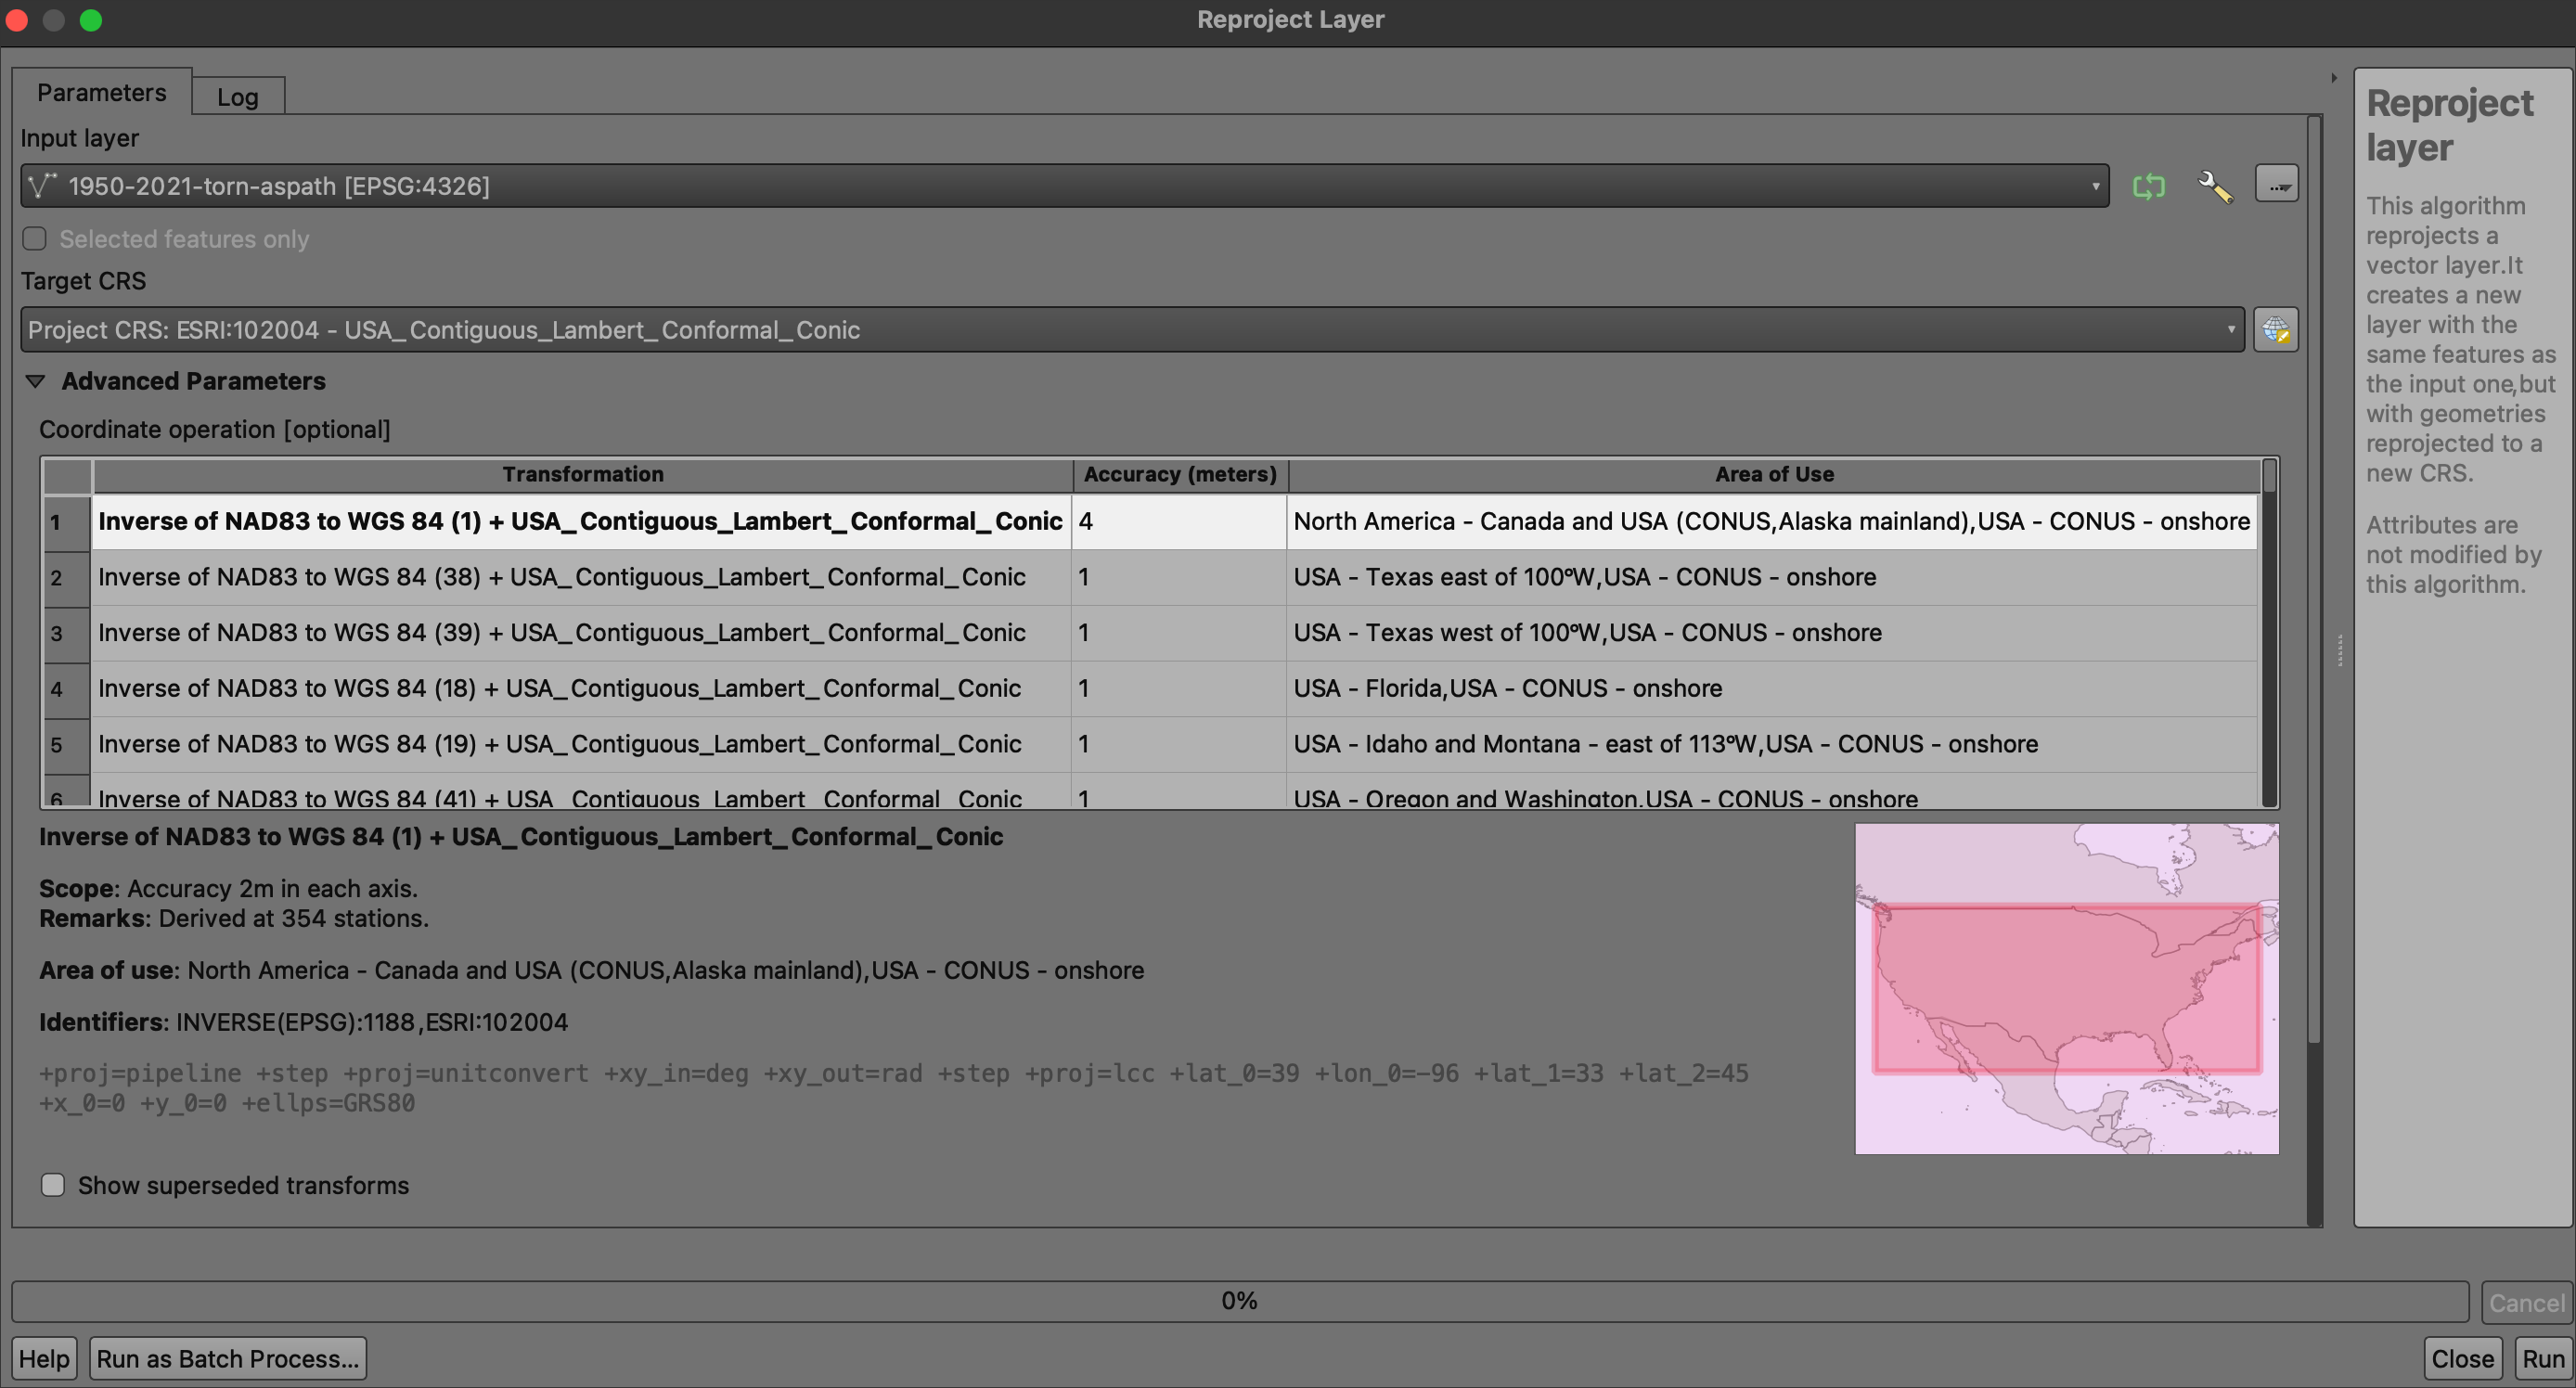 Reproject Layer
Parameters
Log
Input layer
1950-2021-torn-aspath [EPSG:4326]
...
Selected features only
Target CRS
Project CRS: ESRI:102004 - USA_Contiguous_Lambert_Conformal_Conic
Advanced Parameters
Coordinate operation [optional]
Transformation Accuracy (meters) Area of Use
1 Inverse of NAD83 to WGS 84 (1) + USA_Contiguous_Lambert_Conformal_Conic 4 North America - Canada and USA (CONUS,Alaska mainland),USA - CONUS - onshore
2 Inverse of NAD83 to WGS 84 (38) + USA_Contiguous_Lambert_Conformal_Conic 1 USA - Texas east of 100°W,USA - CONUS - onshore
3 Inverse of NAD83 to WGS 84 (39) + USA_Contiguous_Lambert_Conformal_Conic 1 USA - Texas west of 100°W,USA - CONUS - onshore
4 Inverse of NAD83 to WGS 84 (18) + USA_Contiguous_Lambert_Conformal_Conic 1 USA - Florida,USA - CONUS - onshore
5 Inverse of NAD83 to WGS 84 (19) + USA_Contiguous_Lambert_Conformal_Conic 1 USA - Idaho and Montana - east of 113°W,USA - CONUS - onshore
6 Inverse of NAD83 to WGS 84 (41) + USA_Contiguous_Lambert_Conformal_Conic 1 USA - Oregon and Washington,USA - CONUS - onshore
Inverse of NAD83 to WGS 84 (1) + USA_Contiguous_Lambert_Conformal_Conic
Scope: Accuracy 2m in each axis.
Remarks: Derived at 354 stations.
Area of use: North America - Canada and USA (CONUS,Alaska mainland),USA - CONUS - onshore
Identifiers: INVERSE(EPSG):1188,ESRI:102004
+proj=pipeline +step +proj=unitconvert +xy_in=deg +xy_out=rad +step +proj=lcc +lat_0=39 +lon_0=-96 +lat_1=33 +lat_2=45
+x_0=0 +y_0=0 +ellps=GRS80
Show superseded transforms
Reproject
layer
This algorithm
reprojects a
vector layer.It
creates a new
layer with the
same features as
the input one,but
with geometries
reprojected to a
new CRS.
Attributes are
not modified by
this algorithm.
0%
Cancel
Help
Run as Batch Process...
Close
Run